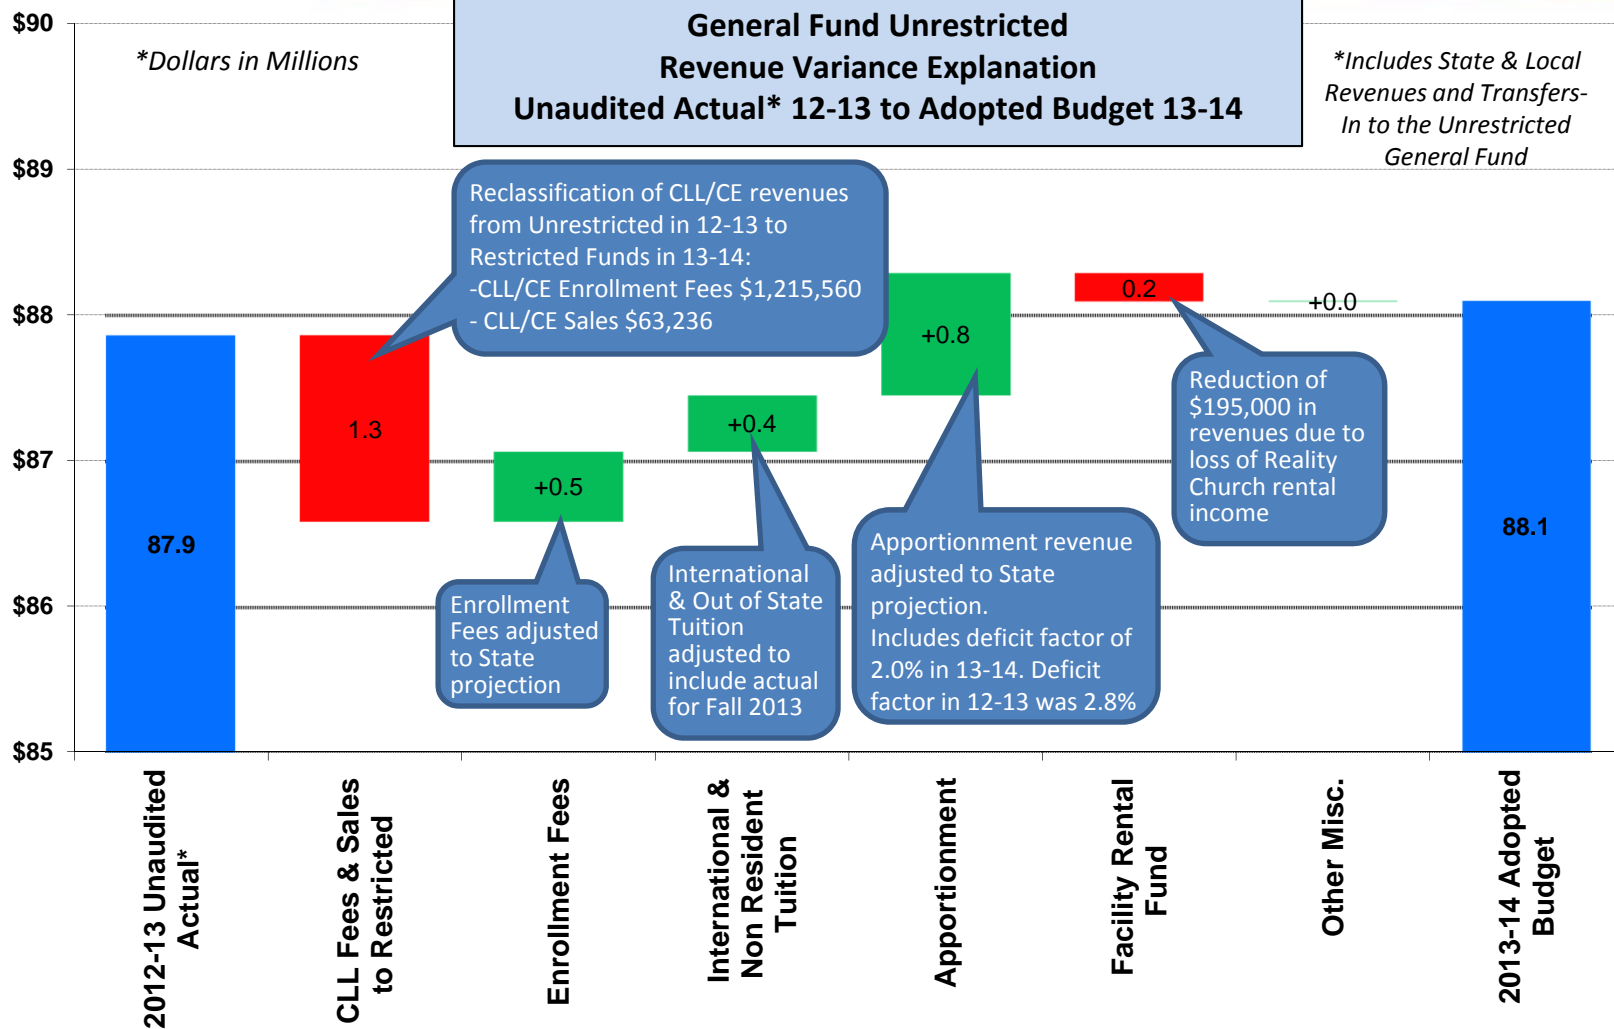 General Fund Unrestricted
Revenue Variance Explanation
Unaudited Actual* 12-13 to Adopted Budget 13-14
*Dollars in Millions
*Includes State & Local
Revenues and Transfers-
In to the Unrestricted
General Fund
$90
$89
$88
$87
$86
$85
Reclassification of CLL/CE revenues
from Unrestricted in 12-13 to
Restricted Funds in 13-14:
-CLL/CE Enrollment Fees $1,215,560
- CLL/CE Sales $63,236
87.9
1.3
+0.5
+0.4
+0.8
0.2
+0.0
88.1
Enrollment
Fees adjusted
to State
projection
International
& Out of State
Tuition
adjusted to
include actual
for Fall 2013
Apportionment revenue
adjusted to State
projection.
Includes deficit factor of
2.0% in 13-14. Deficit
factor in 12-13 was 2.8%
Reduction of
$195,000 in
revenues due to
loss of Reality
Church rental
income
2012-13 Unaudited
Actual*
CLL Fees & Sales
to Restricted
Enrollment Fees
International &
Non Resident
Tuition
Apportionment
Facility Rental
Fund
Other Misc.
2013-14 Adopted
Budget